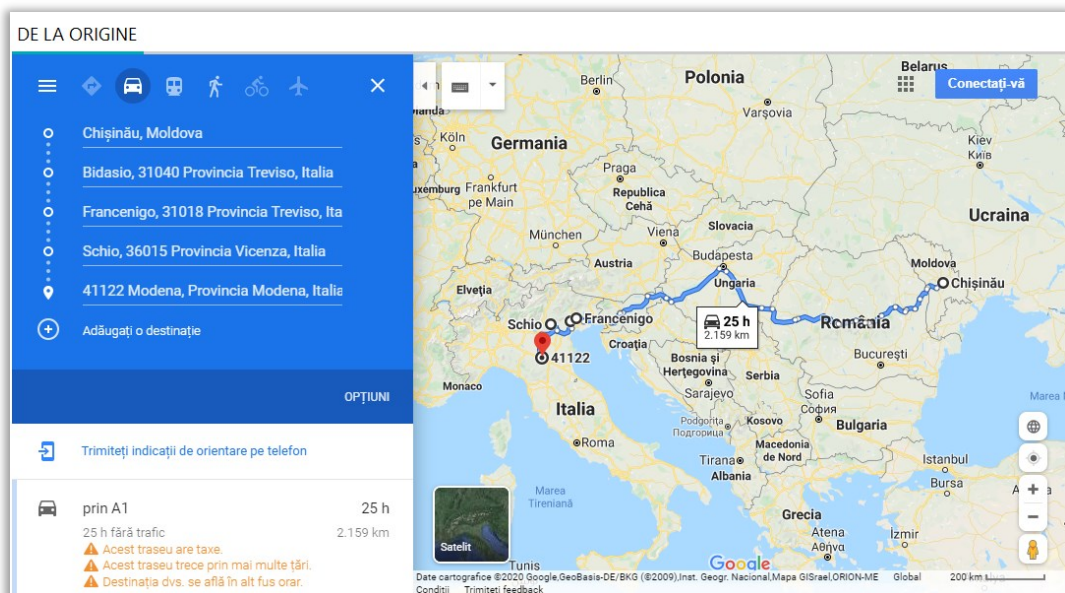 DE LA ORIGINE
Chișinău, Moldova
Bidasio, 31040 Provincia Treviso, Italia
Francenigo, 31018 Provincia Treviso, Ita
Schio, 36015 Provincia Vicenza, Italia
41122 Modena, Provincia Modena, Italia
Adăugați o destinație
OPȚIUNI
Trimiteți indicații de orientare pe telefon
prin A1 25 h
25 h fără trafic 2.159 km
Acest traseu are taxe.
Acest traseu trece prin mai multe țări.
Destinația dvs. se află în alt fus orar.
Conectați-vă
Belarus
Berlin
Polonia
Varșovia
Köln
Germania
Kiev
Київ
Praga
Frankfurt
pe Main
Republica
Cehă
Ucraina
München
Viena
Slovacia
Austria
Budapesta
Ungaria
Moldova
Chișinău
Elveția
Schio
Francenigo
25 h
2.159 km
România
Croația
41122
București
Bosnia și
Herțegovina
Serbia
Monaco
Sarajevo
Italia
Sofia
София
Marea
Podgorița
Подгорица
Kosovo
Bulgaria
Roma
Macedonia
de Nord
Tirana
Albania
Istanbul
Bursa
Marea
Tireniană
Grecia
Atena
Αθήνα
İzmir
Satelit
Tunis
Google
Date cartografice ©2020 Google,GeoBasis-DE/BKG (©2009),Inst. Geogr. Nacional,Mapa GISrael,ORION-ME Global 200 km
Condiții Trimiteți feedback